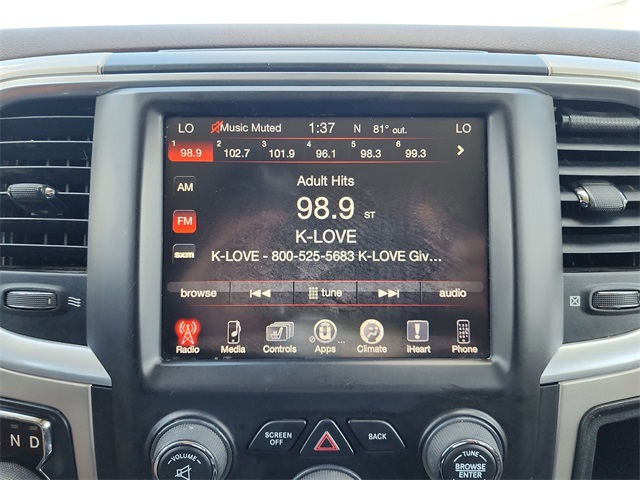 LO Music Muted 1:37 N 81° out. LO
1 98.9 2 102.7 3 101.9 4 96.1 5 98.3 6 99.3
AM
Adult Hits
FM
98.9 ST
K-LOVE
K-LOVE - 800-525-5683 K-LOVE Giv...
browse tune audio
Radio Media Controls Apps Climate iHeart Phone
N D
VOLUME
SCREEN OFF
BACK
TUNE
BROWSE
ENTER